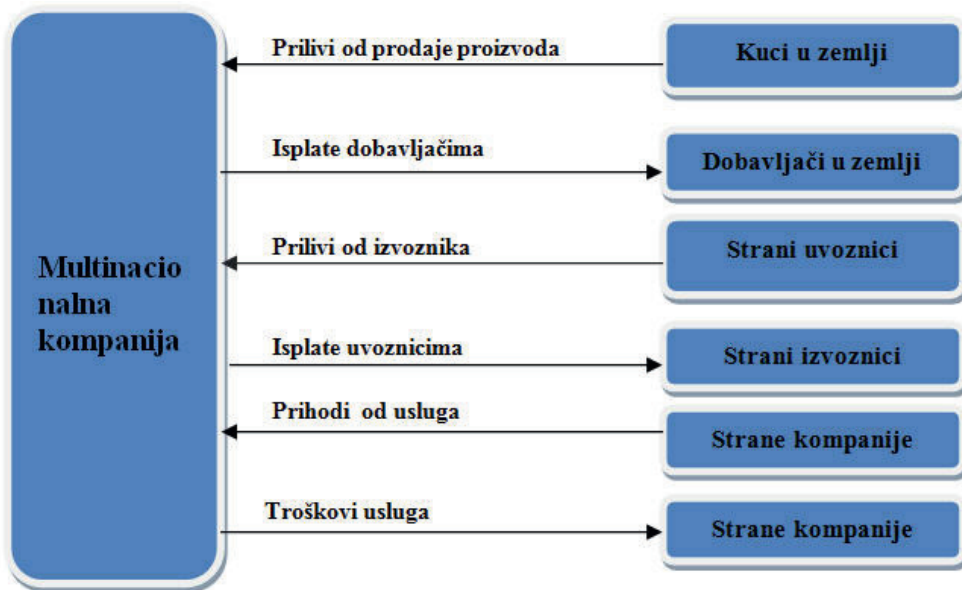 Prilivi od prodaje proizvoda
Kuci u zemlji
Isplate dobavljačima
Dobavljači u zemlji
Prilivi od izvoznika
Strani uvoznici
Multinacio
nalna
kompanija
Isplate uvoznicima
Strani izvoznici
Prihodi od usluga
Strane kompanije
Troškovi usluga
Strane kompanije